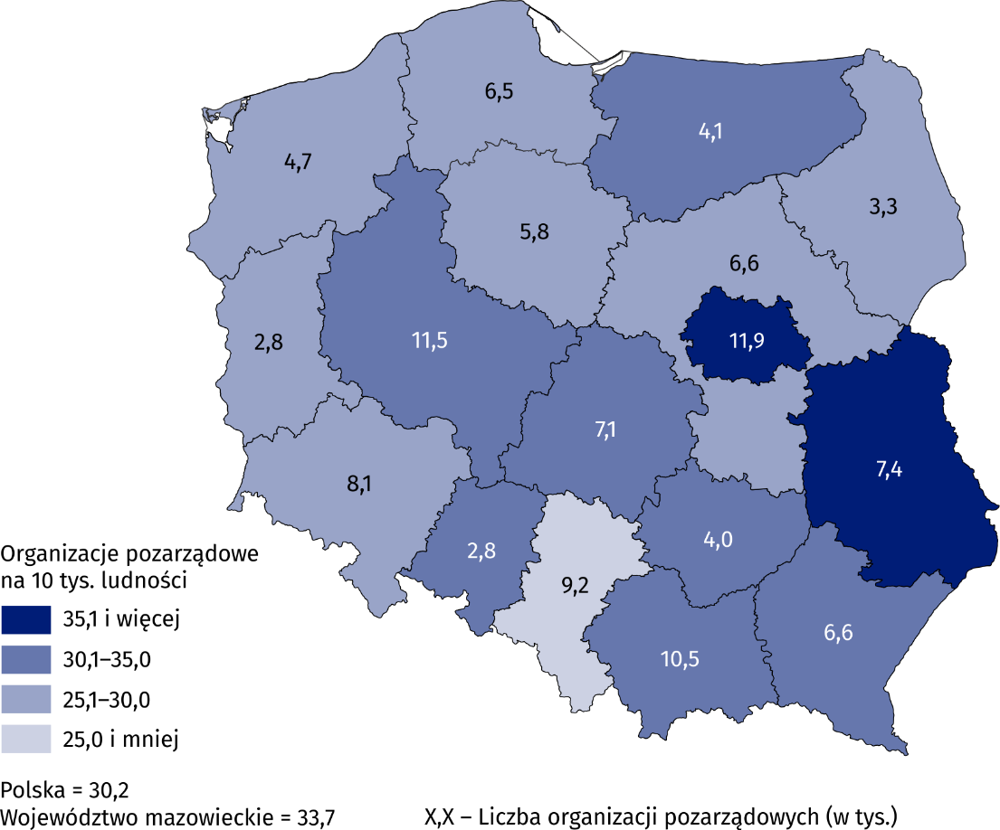 6,5
4,1
4,7
3,3
5,8
6,6
2,8
11,5
11,9
7,1
7,4
8,1
2,8
4,0
9,2
6,6
10,5
Organizacje pozarządowe
na 10 tys. ludności
35,1 i więcej
30,1–35,0
25,1–30,0
25,0 i mniej
Polska = 30,2
Województwo mazowieckie = 33,7
X,X – Liczba organizacji pozarządowych (w tys.)